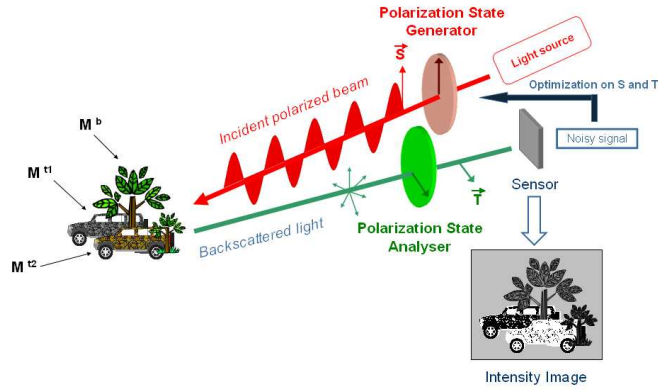 Polarization State
Generator
Light source
S
Optimization on S and T
Incident polarized beam
M b
Noisy signal
M t1
Sensor
T
Polarization State
Analyser
Backscattered light
M t2
Intensity Image